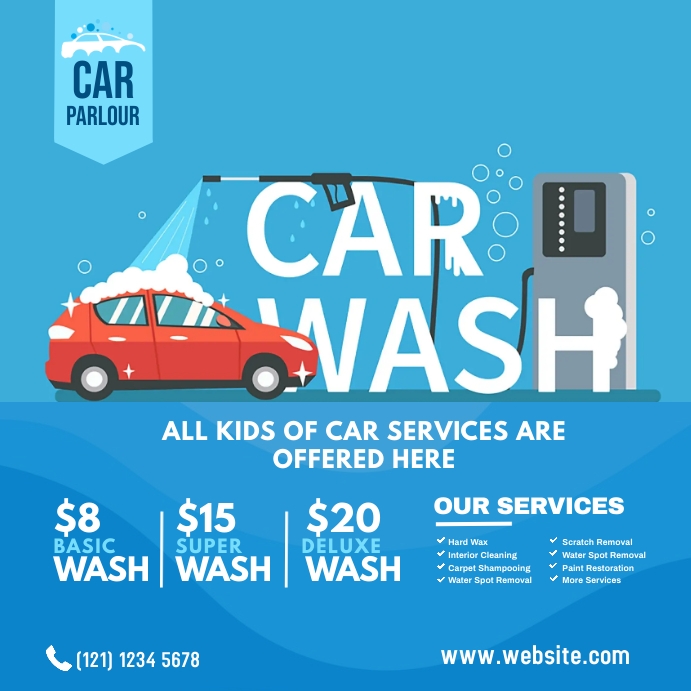 CAR
PARLOUR
CAR
WASH
ALL KIDS OF CAR SERVICES ARE
OFFERED HERE
$8
BASIC
WASH
$15
SUPER
WASH
$20
DELUXE
WASH
OUR SERVICES
Hard Wax
Interior Cleaning
Carpet Shampooing
Water Spot Removal
Scratch Removal
Water Spot Removal
Paint Restoration
More Services
(121) 1234 5678
www.website.com